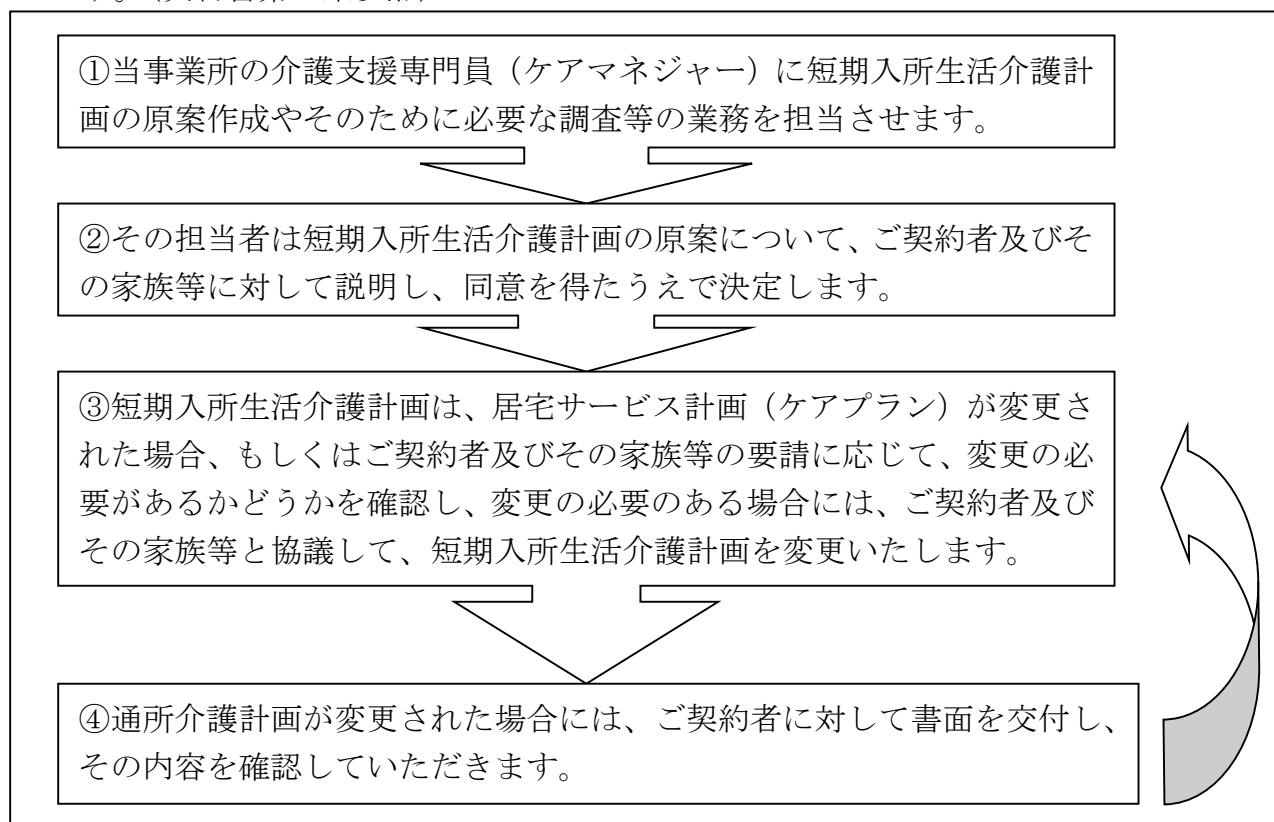 ①当事業所の介護支援専門員（ケアマネジャー）に短期入所生活介護計
画の原案作成やそのために必要な調査等の業務を担当させます。
②その担当者は短期入所生活介護計画の原案について、ご契約者及びそ
の家族等に対して説明し、同意を得たうえで決定します。
③短期入所生活介護計画は、居宅サービス計画（ケアプラン）が変更さ
れた場合、もしくはご契約者及びその家族等の要請に応じて、変更の必
要があるかどうかを確認し、変更の必要のある場合には、ご契約者及び
その家族等と協議して、短期入所生活介護計画を変更いたします。
④通所介護計画が変更された場合には、ご契約者に対して書面を交付し、
その内容を確認していただきます。